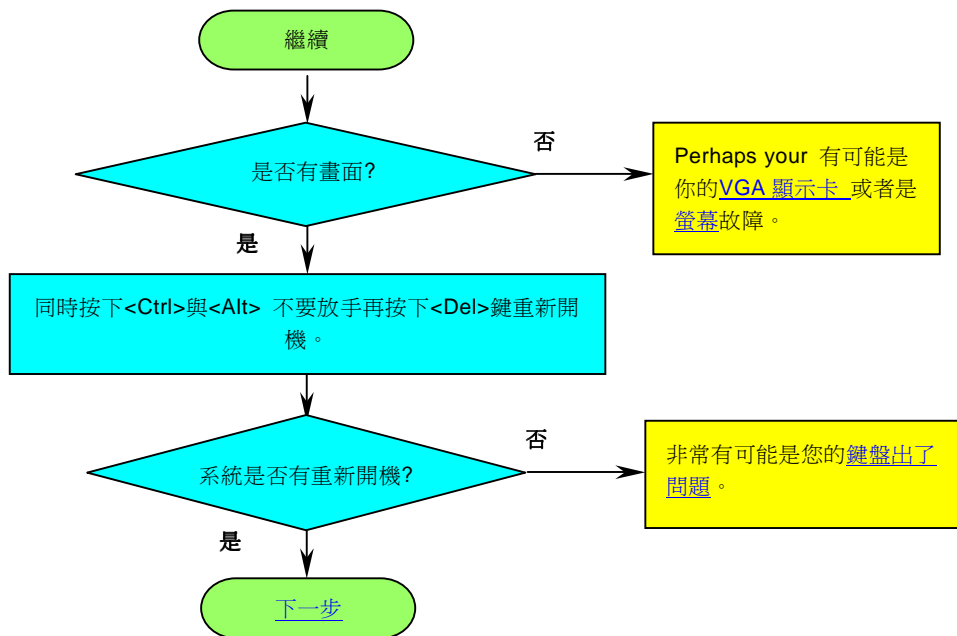 繼續
是否有畫面?
否
Perhaps your 有可能是
你的VGA 顯示卡 或者是
螢幕故障。
是
同時按下<Ctrl>與<Alt> 不要放手再按下<Del>鍵重新開
機。
系統是否有重新開機?
否
非常有可能是您的鍵盤出了
問題。
是
下一步